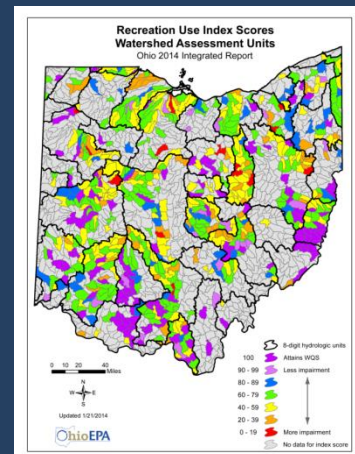 Recreation Use Index Scores
Watershed Assessment Units
Ohio 2014 Integrated Report
8-digit hydrologic units
100 Attains WQS
90 - 99 Less impairment
80 - 89
60 - 79
40 - 59
20 - 39
0 - 19 More impairment
No data for index score
0 10 20 40
Miles
N
W E
S
Updated 1/21/2014
OhioEPA